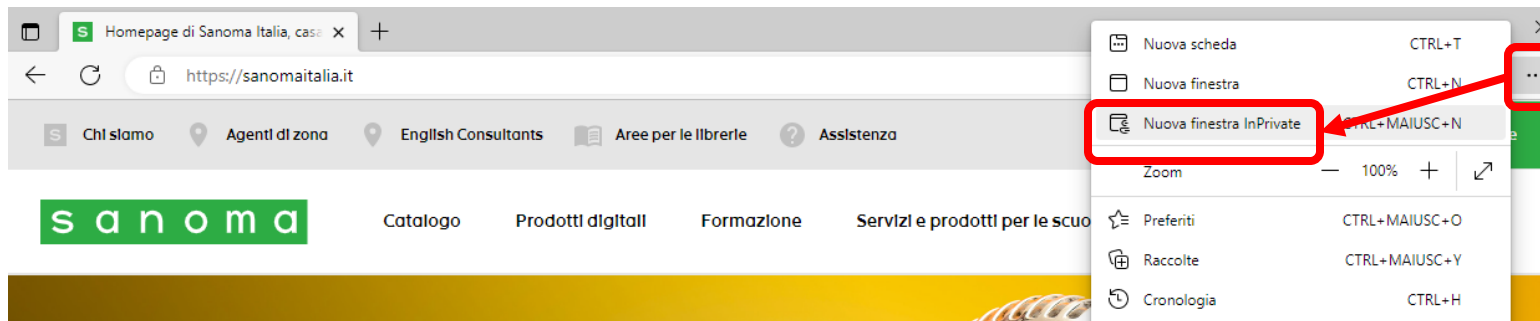 Homepage di Sanoma Italia, cas
https://sanomaitalia.it
Chi siamo
Agenti di zona
English Consultants
Aree per le librerie
Assistenza
sanoma
Catalogo
Prodotti digitali
Formazione
Servizi e prodotti per le scuo
Nuova scheda CTRL+T
Nuova finestra CTRL+N
Nuova finestra InPrivate CTRL+MAIUSC+N
Zoom 100%
Preferiti CTRL+MAIUSC+O
Raccolte CTRL+MAIUSC+Y
Cronologia CTRL+H